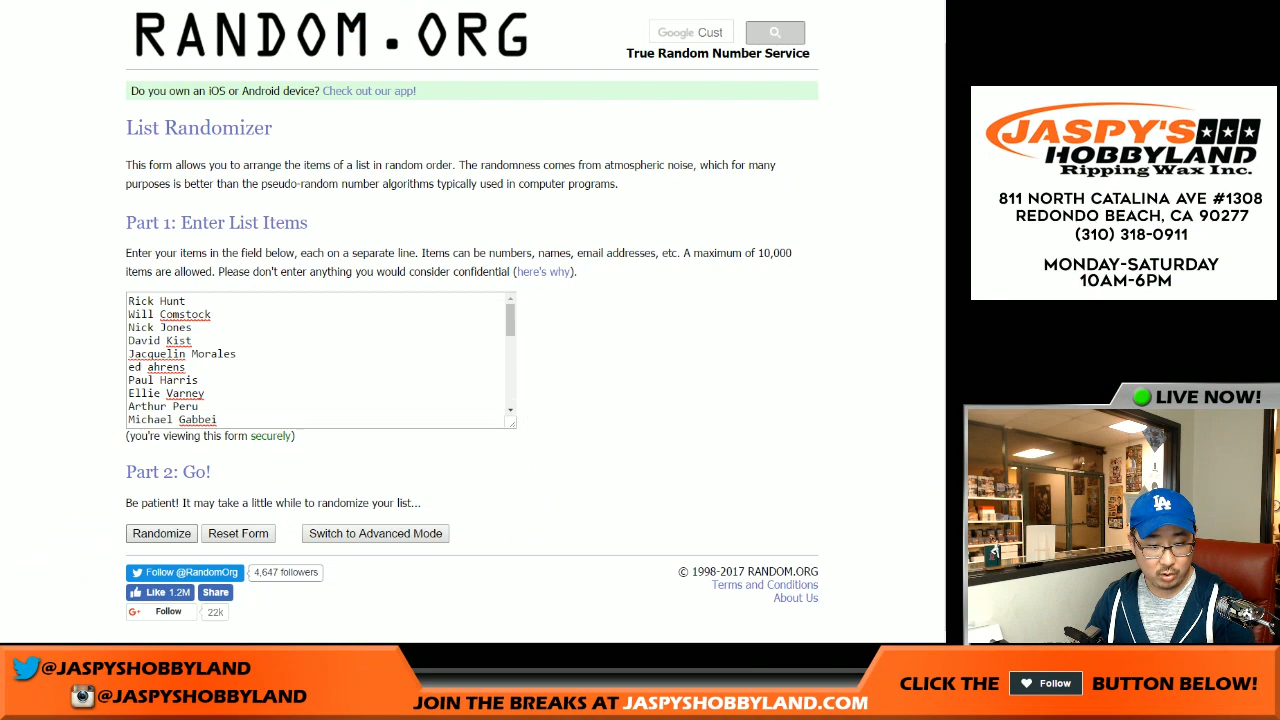 RANDOM.ORG
Google Cust
True Random Number Service
Do you own an iOS or Android device? Check out our app!
List Randomizer
This form allows you to arrange the items of a list in random order. The randomness comes from atmospheric noise, which for many
purposes is better than the pseudo-random number algorithms typically used in computer programs.
Part 1: Enter List Items
Enter your items in the field below, each on a separate line. Items can be numbers, names, email addresses, etc. A maximum of 10,000
items are allowed. Please don't enter anything you would consider confidential (here's why).
Rick Hunt
Will Comstock
Nick Jones
David Kist
Jacquelin Morales
ed ahrens
Paul Harris
Ellie Varney
Arthur Peru
Michael Gabbei
(you're viewing this form securely)
Part 2: Go!
Be patient! It may take a little while to randomize your list...
Randomize Reset Form Switch to Advanced Mode
Follow @RandomOrg 4,647 followers
Like 1.2M Share
G+ Follow 22k
© 1998-2017 RANDOM.ORG
Terms and Conditions
About Us
JASPY'S
HOBBYLAND
Ripping Wax Inc.
811 NORTH CATALINA AVE #1308
REDONDO BEACH, CA 90277
(310) 318-0911
MONDAY-SATURDAY
10AM-6PM
LIVE NOW!
LA
@JASPYSHOBBYLAND
@JASPYSHOBBYLAND
JOIN THE BREAKS AT JASPYSHOBBYLAND.COM
CLICK THE Follow BUTTON BELOW!